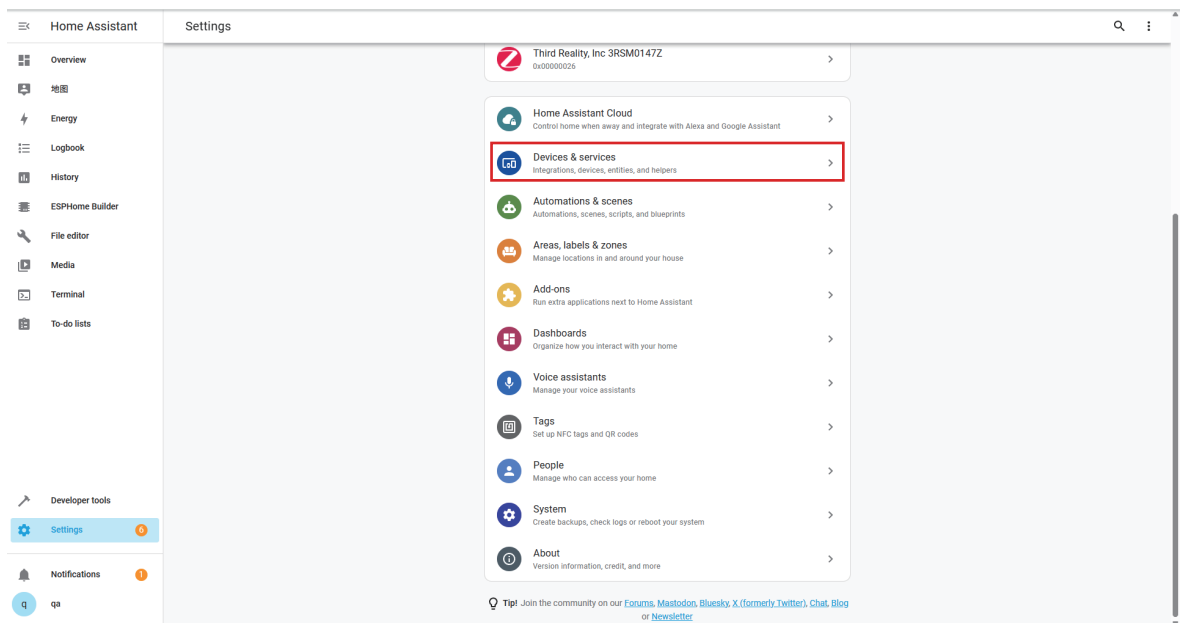 Home Assistant
Settings
Overview
地图
Energy
Logbook
History
ESPHome Builder
File editor
Media
Terminal
To-do lists
Developer tools
Settings 6
Notifications 1
q qa
Third Reality, Inc 3RSM0147Z
0x00000026
Home Assistant Cloud
Control home when away and integrate with Alexa and Google Assistant
Devices & services
Integrations, devices, entities, and helpers
Automations & scenes
Automations, scenes, scripts, and blueprints
Areas, labels & zones
Manage locations in and around your house
Add-ons
Run extra applications next to Home Assistant
Dashboards
Organize how you interact with your home
Voice assistants
Manage your voice assistants
Tags
Set up NFC tags and QR codes
People
Manage who can access your home
System
Create backups, check logs or reboot your system
About
Version information, credit, and more
Tip! Join the community on our Forums, Mastodon, Bluesky, X (formerly Twitter), Chat, Blog
or Newsletter